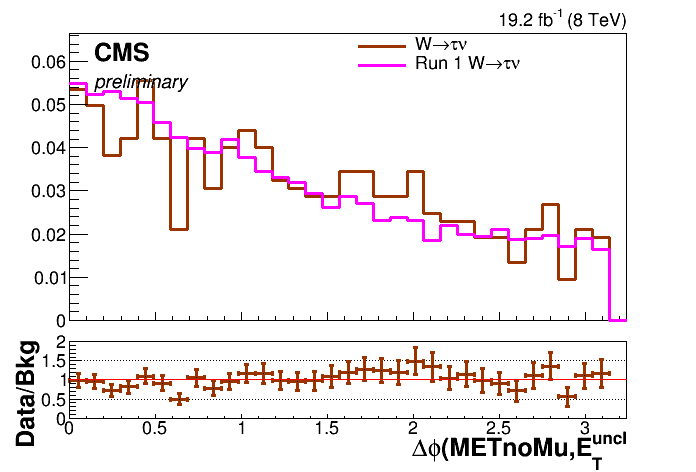 19.2 fb⁻¹ (8 TeV)
CMS
preliminary
W→τν
Run 1 W→τν
0.06
0.05
0.04
0.03
0.02
0.01
0
Data/Bkg
2
1.5
1
0.5
0
0 0.5 1 1.5 2 2.5 3
Δϕ(METnoMu,E_T^uncl